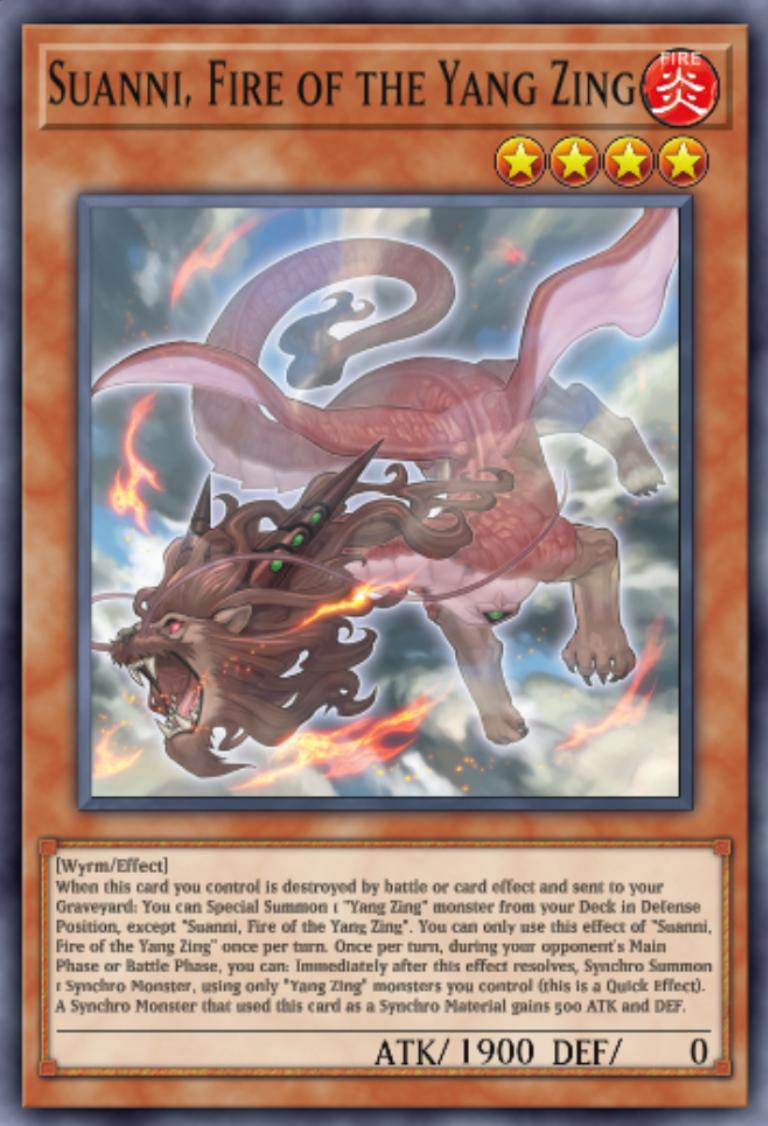 SUANNI, FIRE OF THE YANG ZING
FIRE
炎
[Wyrm/Effect]
When this card you control is destroyed by battle or card effect and sent to your
Graveyard: You can Special Summon 1 "Yang Zing" monster from your Deck in Defense
Position, except "Suanni, Fire of the Yang Zing". You can only use this effect of "Suanni,
Fire of the Yang Zing" once per turn. Once per turn, during your opponent's Main
Phase or Battle Phase, you can: Immediately after this effect resolves, Synchro Summon
1 Synchro Monster, using only "Yang Zing" monsters you control (this is a Quick Effect).
A Synchro Monster that used this card as a Synchro Material gains 500 ATK and DEF.
ATK/ 1900 DEF/ 0